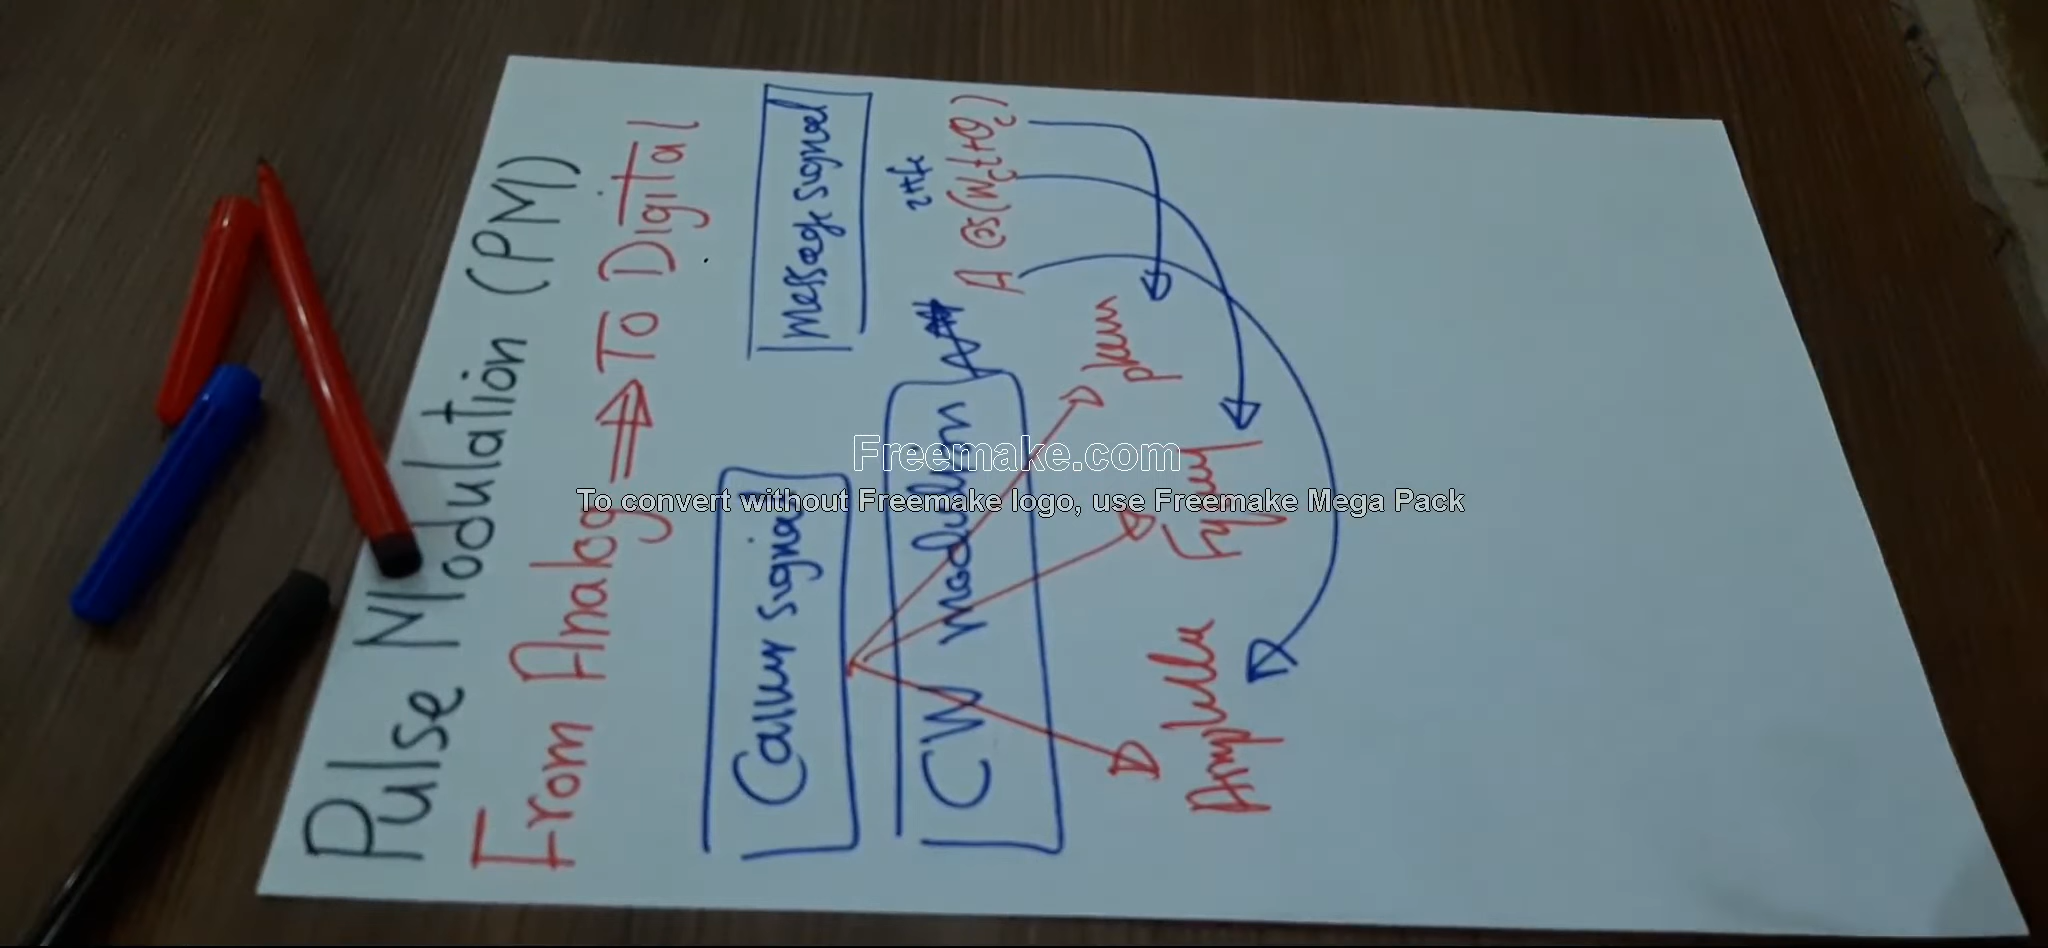 Pulse Modulation (PM)
From Analog ⇒ To Digital
Carrier signal
Message signal
2πfc
CW modulation
A Cos(Wct+θc)
Amplitude
Frequency
phase
Freemake.com
To convert without Freemake logo, use Freemake Mega Pack